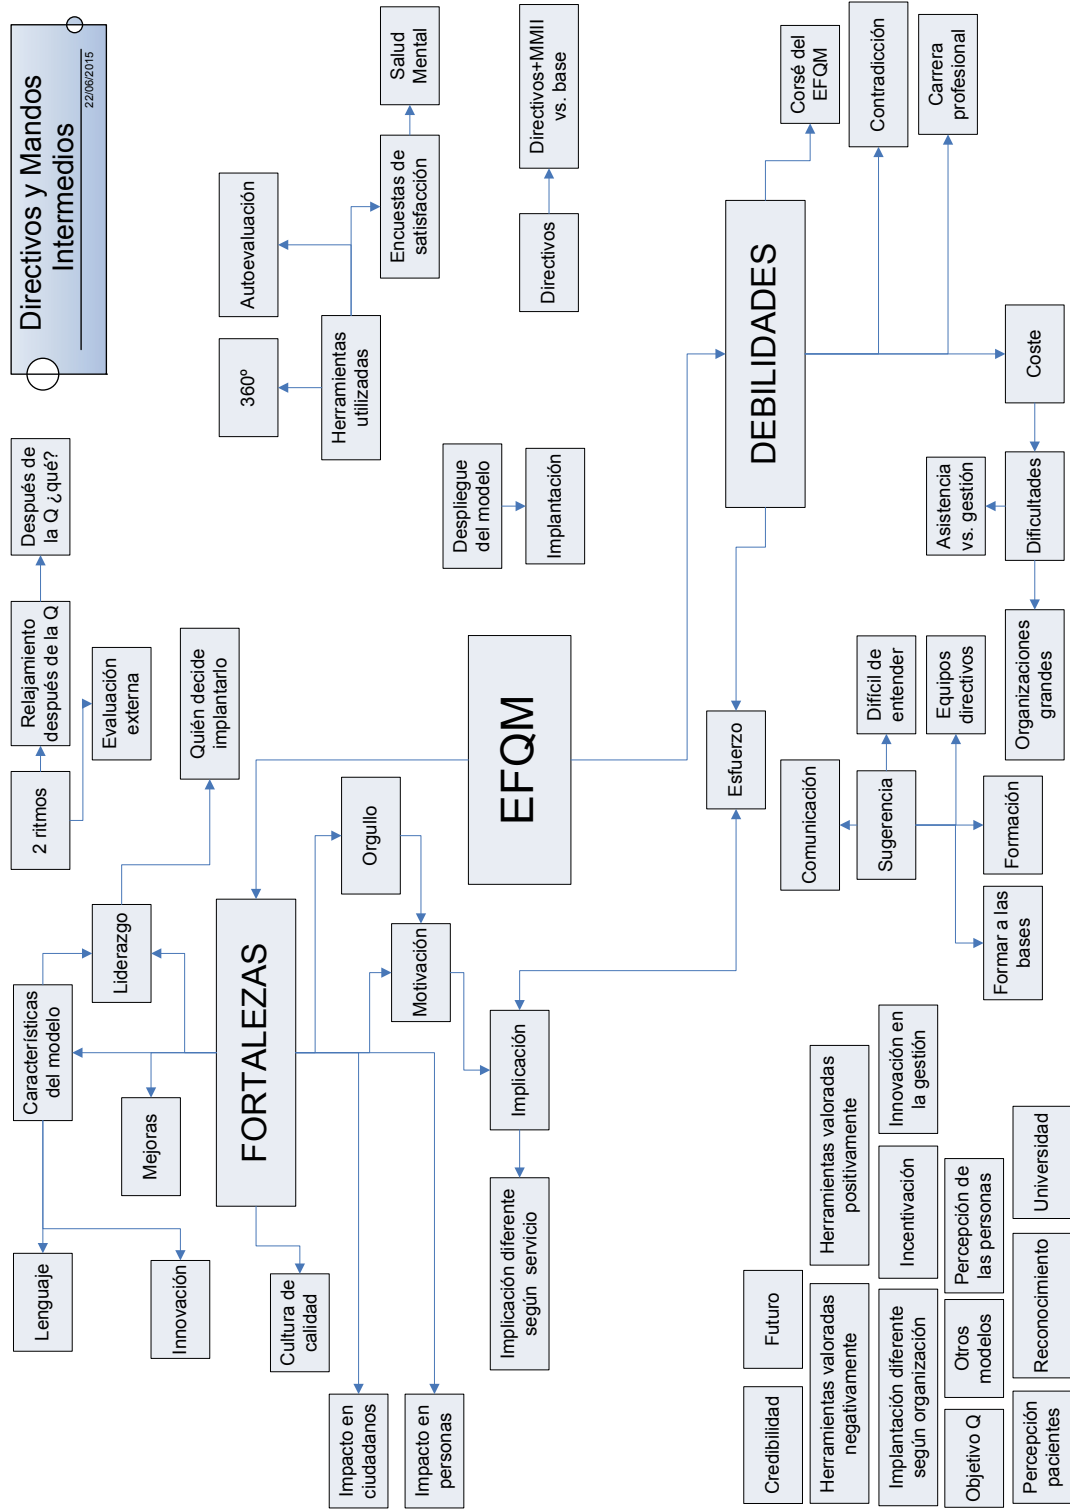 Directivos y Mandos
Intermedios
22/06/2015
Lenguaje
Innovación
Características
del modelo
Mejoras
Liderazgo
Quién decide
implantarlo
2 ritmos
Relajamiento
después de la Q
Evaluación
externa
Después de
la Q ¿qué?
360º
Autoevaluación
Herramientas
utilizadas
Encuestas de
satisfacción
Salud
Mental
FORTALEZAS
Cultura de
calidad
Impacto en
ciudadanos
Impacto en
personas
Orgullo
Motivación
Implicación
Implicación diferente
según servicio
EFQM
Despliegue
del modelo
Implantación
Directivos
Directivos+MMII
vs. base
DEBILIDADES
Esfuerzo
Corsé del
EFQM
Contradicción
Carrera
profesional
Coste
Dificultades
Asistencia
vs. gestión
Organizaciones
grandes
Comunicación
Sugerencia
Difícil de
entender
Equipos
directivos
Formación
Formar a las
bases
Credibilidad
Futuro
Herramientas valoradas
negativamente
Herramientas valoradas
positivamente
Implantación diferente
según organización
Incentivación
Innovación en
la gestión
Objetivo Q
Otros
modelos
Percepción de
las personas
Percepción
pacientes
Reconocimiento
Universidad